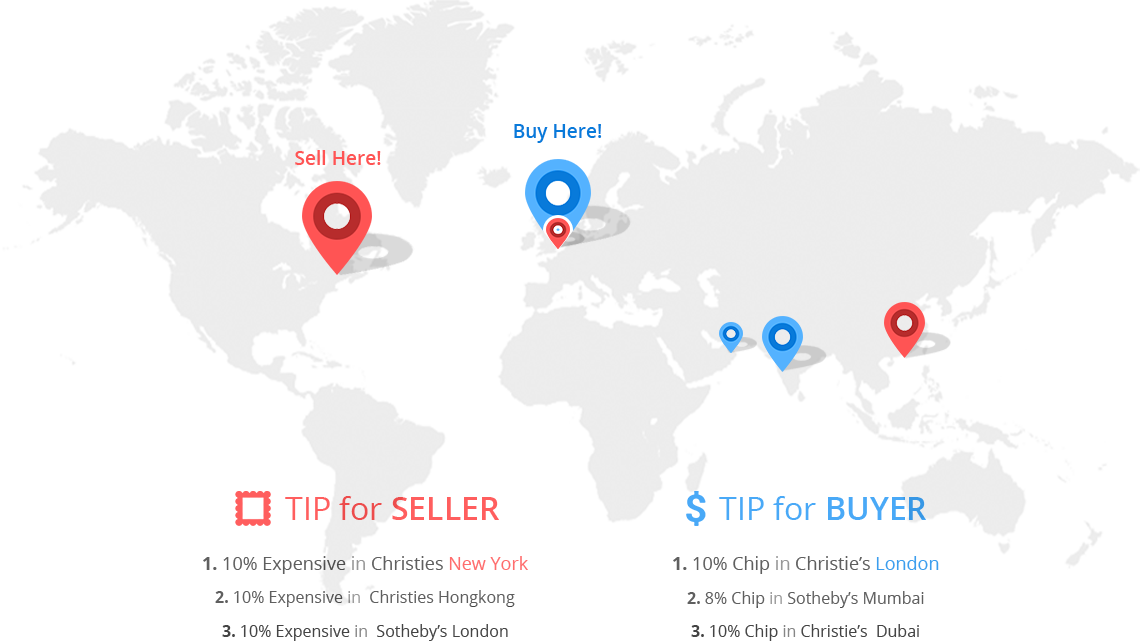 Buy Here!
Sell Here!
TIP for SELLER
1. 10% Expensive in Christies New York
2. 10% Expensive in Christies Hongkong
3. 10% Expensive in Sotheby's London
TIP for BUYER
1. 10% Chip in Christie's London
2. 8% Chip in Sotheby's Mumbai
3. 10% Chip in Christie's Dubai